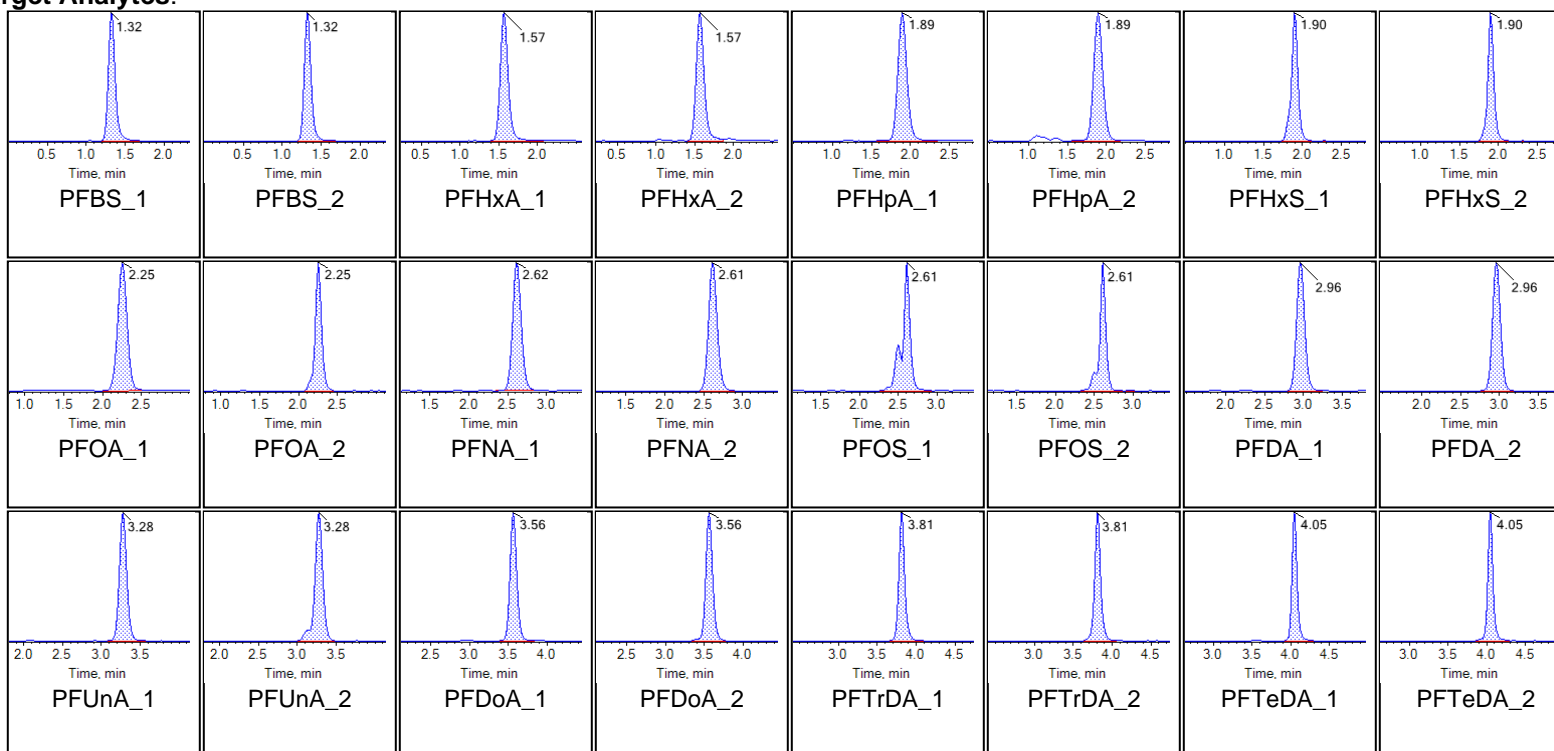 rget Analytes:
1.32 1.32 1.57 1.57 1.89 1.89 1.90 1.90
0.5 1.0 1.5 2.0 0.5 1.0 1.5 2.0 0.5 1.0 1.5 2.0 0.5 1.0 1.5 2.0 1.0 1.5 2.0 2.5 1.0 1.5 2.0 2.5 1.0 1.5 2.0 2.5 1.0 1.5 2.0 2.5
Time, min Time, min Time, min Time, min Time, min Time, min Time, min Time, min
PFBS_1 PFBS_2 PFHxA_1 PFHxA_2 PFHpA_1 PFHpA_2 PFHxS_1 PFHxS_2
2.25 2.25 2.62 2.61 2.61 2.61 2.96 2.96
1.0 1.5 2.0 2.5 1.0 1.5 2.0 2.5 1.5 2.0 2.5 3.0 1.5 2.0 2.5 3.0 1.5 2.0 2.5 3.0 1.5 2.0 2.5 3.0 2.0 2.5 3.0 3.5 2.0 2.5 3.0 3.5
Time, min Time, min Time, min Time, min Time, min Time, min Time, min Time, min
PFOA_1 PFOA_2 PFNA_1 PFNA_2 PFOS_1 PFOS_2 PFDA_1 PFDA_2
3.28 3.28 3.56 3.56 3.81 3.81 4.05 4.05
2.0 2.5 3.0 3.5 2.0 2.5 3.0 3.5 2.5 3.0 3.5 4.0 2.5 3.0 3.5 4.0 3.0 3.5 4.0 4.5 3.0 3.5 4.0 4.5 3.0 3.5 4.0 4.5 3.0 3.5 4.0 4.5
Time, min Time, min Time, min Time, min Time, min Time, min Time, min Time, min
PFUnA_1 PFUnA_2 PFDoA_1 PFDoA_2 PFTrDA_1 PFTrDA_2 PFTeDA_1 PFTeDA_2